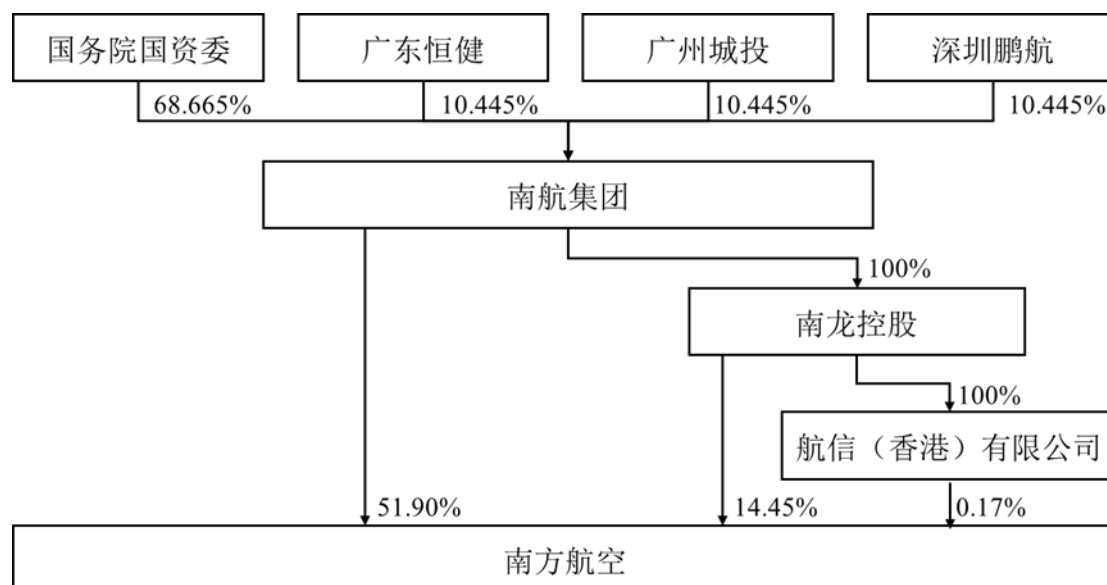 国务院国资委
广东恒健
广州城投
深圳鹏航
68.665%
10.445%
10.445%
10.445%
南航集团
100%
南龙控股
100%
航信（香港）有限公司
51.90%
14.45%
0.17%
南方航空